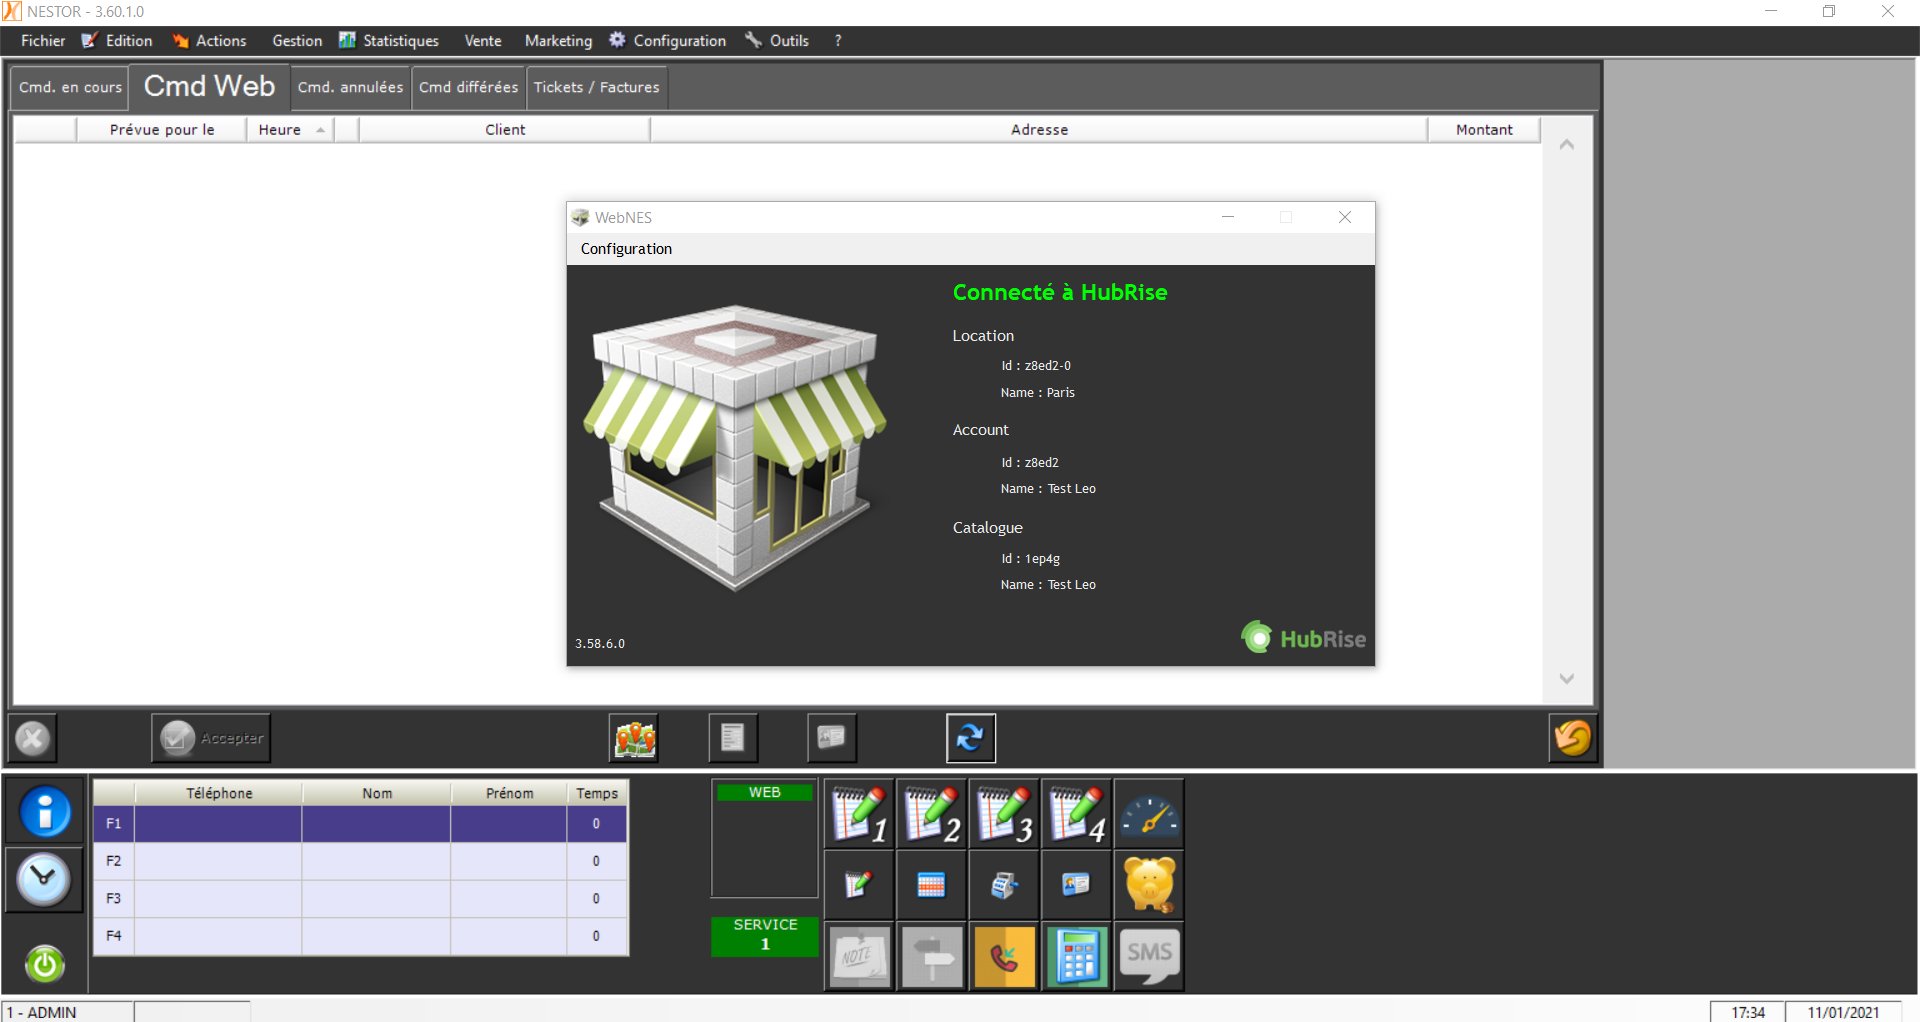 NESTOR - 3.60.1.0
Fichier Edition Actions Gestion Statistiques Vente Marketing Configuration Outils ?
Cmd. en cours Cmd Web Cmd. annulées Cmd différées Tickets / Factures
Prévue pour le Heure Client Adresse Montant
WebNES
Configuration
Connecté à HubRise
Location
Id : z8ed2-0
Name : Paris
Account
Id : z8ed2
Name : Test Leo
Catalogue
Id : 1ep4g
Name : Test Leo
3.58.6.0
HubRise
Accepter
Téléphone Nom Prénom Temps
F1 0
F2 0
F3 0
F4 0
WEB
SERVICE
1
1 2 3 4
NOTE
SMS
1 - ADMIN
17:34 11/01/2021